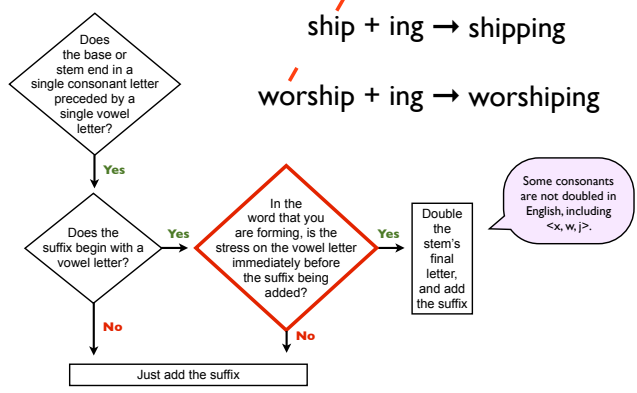 ship + ing → shipping
worship + ing → worshiping
Does
the base or
stem end in a
single consonant letter
preceded by a
single vowel
letter?
Yes
Does the
suffix begin with a
vowel letter?
Yes
In the
word that you
are forming, is the
stress on the vowel letter
immediately before
the suffix being
added?
Yes
Double
the
stem's
final
letter,
and add
the suffix
Some consonants
are not doubled in
English, including
<x, w, j>.
No
No
Just add the suffix